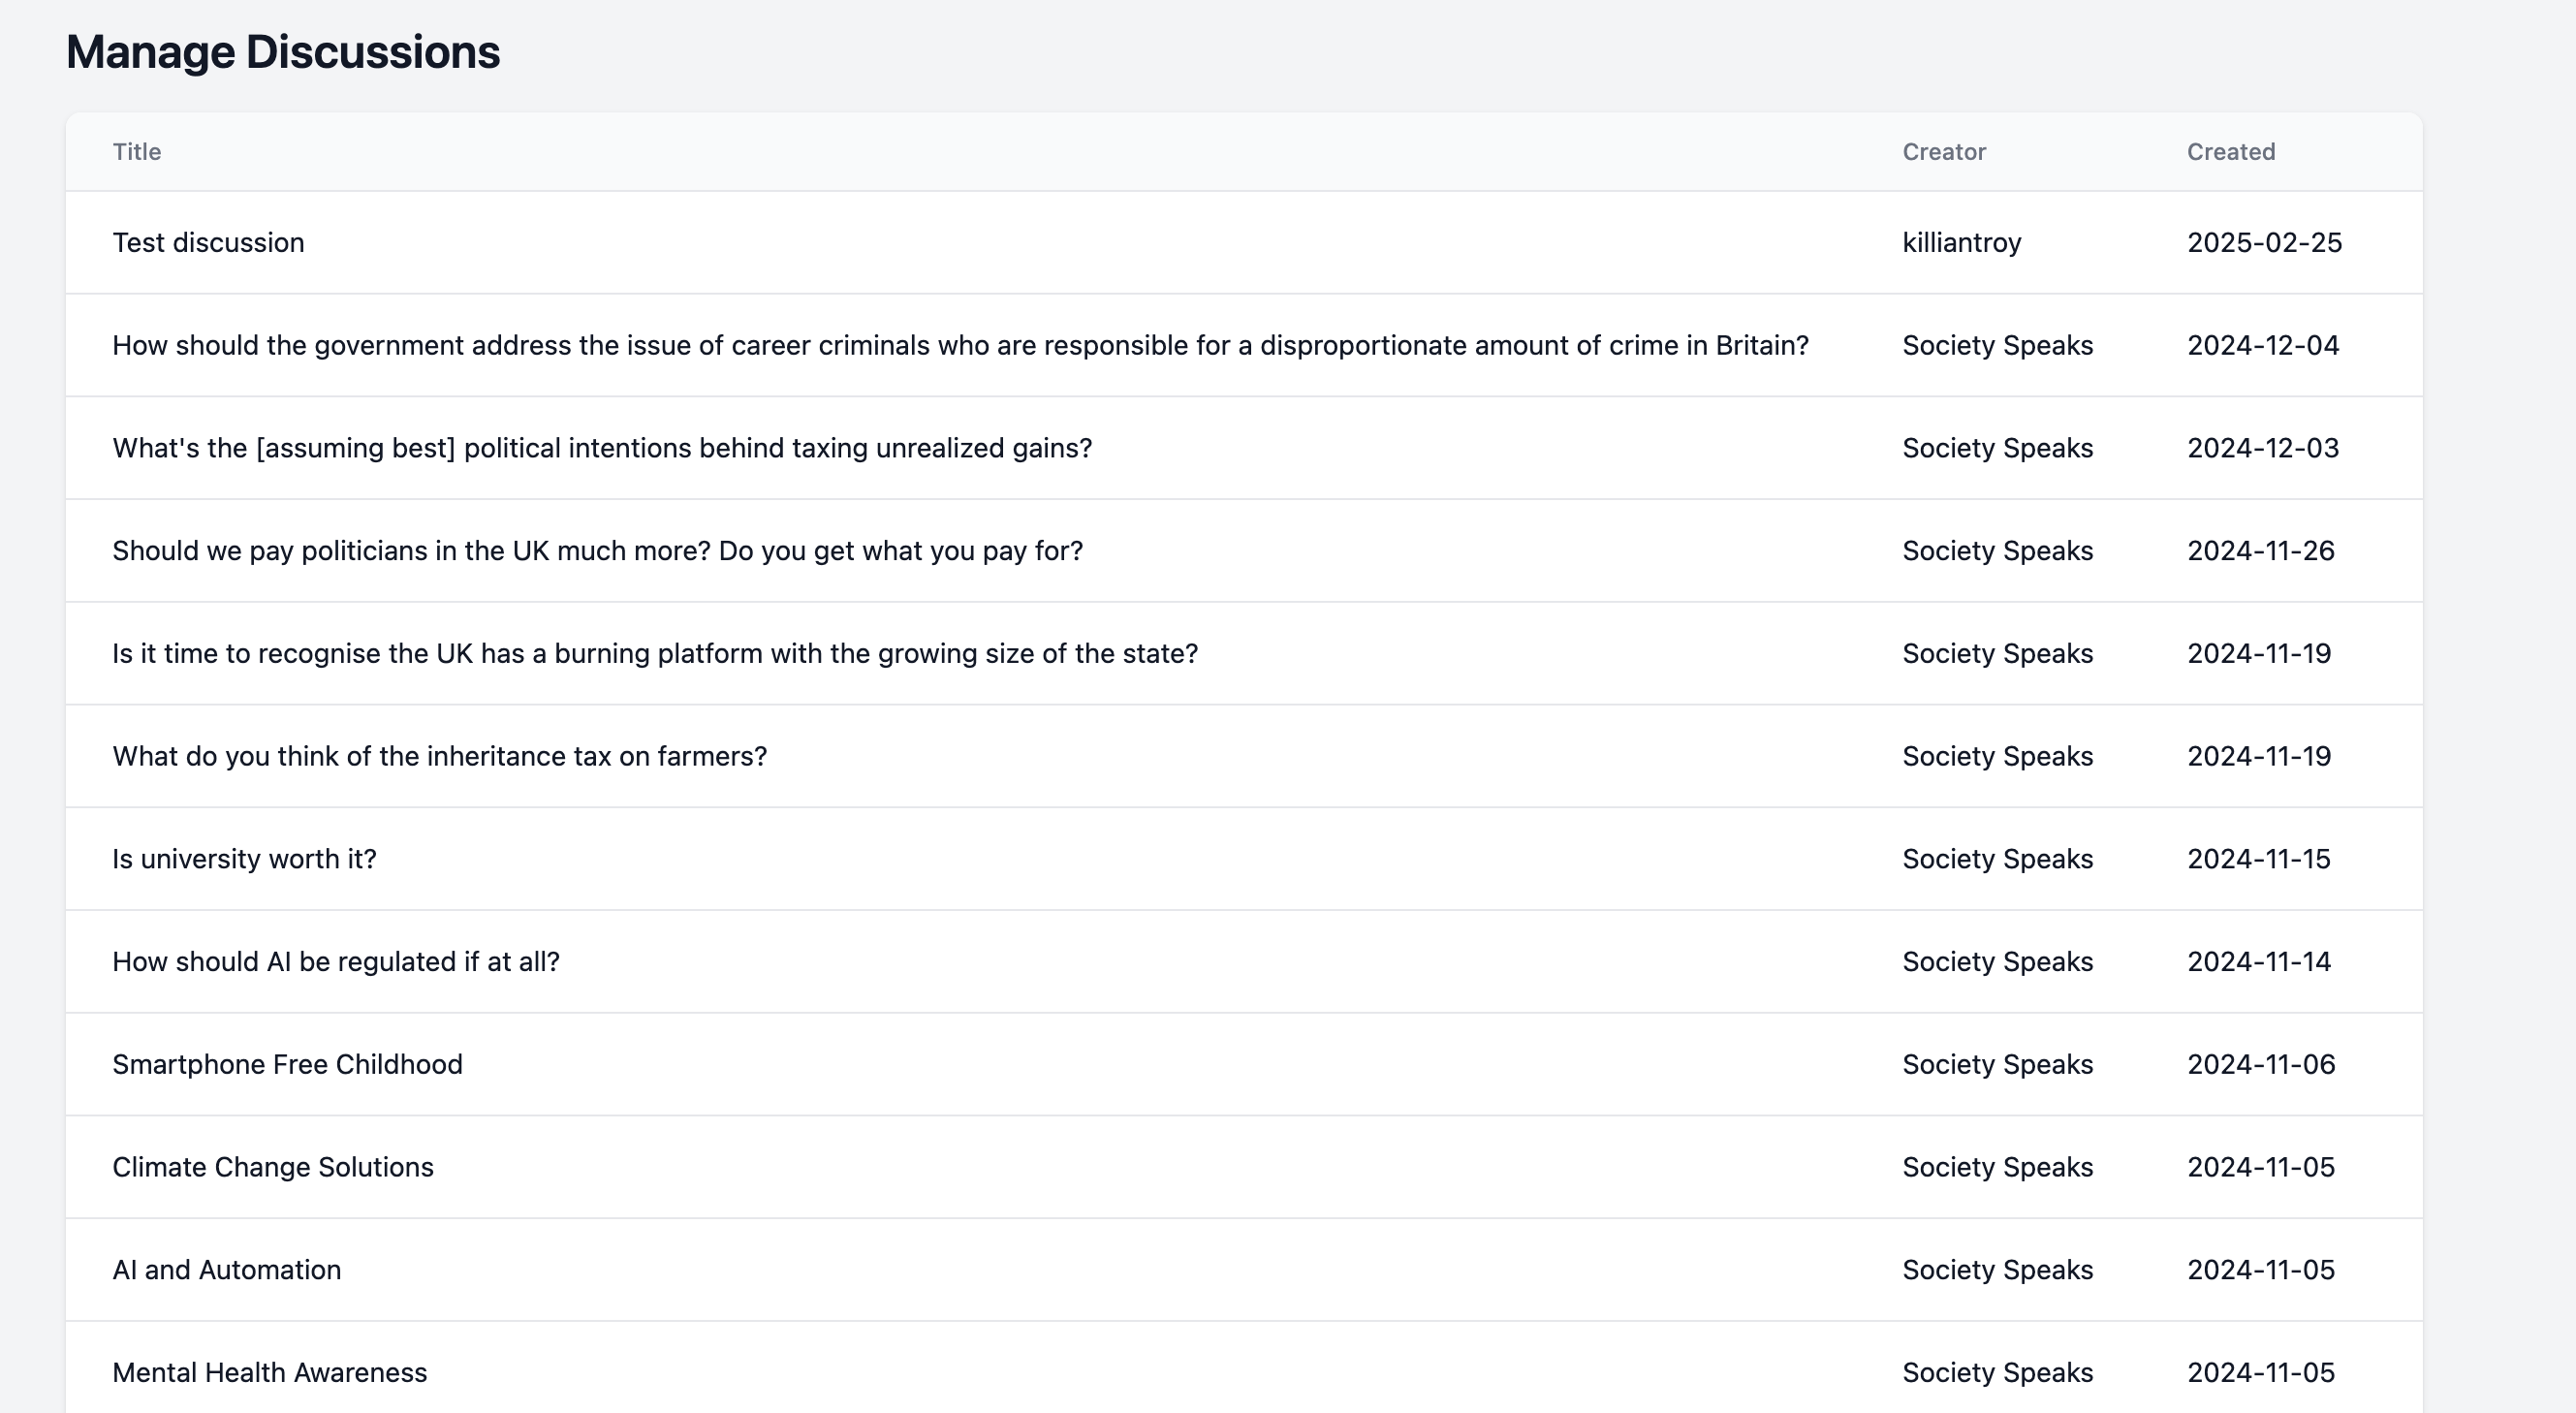 Manage Discussions
Title Creator Created
Test discussion killiantroy 2025-02-25
How should the government address the issue of career criminals who are responsible for a disproportionate amount of crime in Britain? Society Speaks 2024-12-04
What's the [assuming best] political intentions behind taxing unrealized gains? Society Speaks 2024-12-03
Should we pay politicians in the UK much more? Do you get what you pay for? Society Speaks 2024-11-26
Is it time to recognise the UK has a burning platform with the growing size of the state? Society Speaks 2024-11-19
What do you think of the inheritance tax on farmers? Society Speaks 2024-11-19
Is university worth it? Society Speaks 2024-11-15
How should AI be regulated if at all? Society Speaks 2024-11-14
Smartphone Free Childhood Society Speaks 2024-11-06
Climate Change Solutions Society Speaks 2024-11-05
AI and Automation Society Speaks 2024-11-05
Mental Health Awareness Society Speaks 2024-11-05